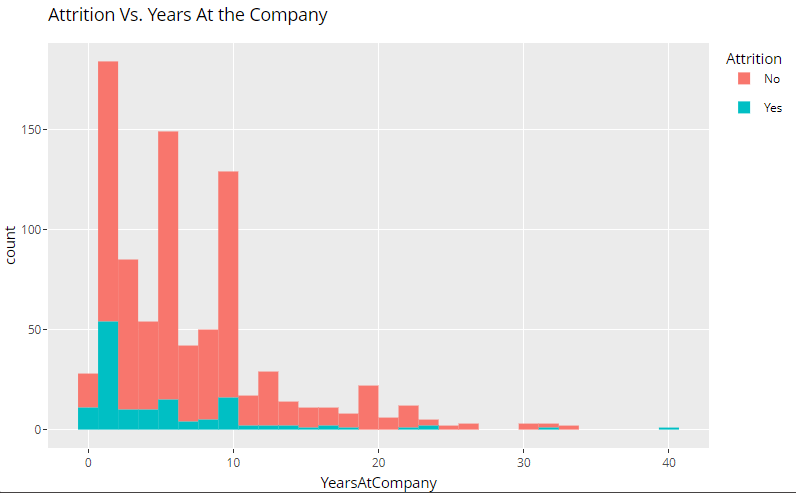 Attrition Vs. Years At the Company
Attrition
No
Yes
150
100
50
0
count
0 10 20 30 40
YearsAtCompany